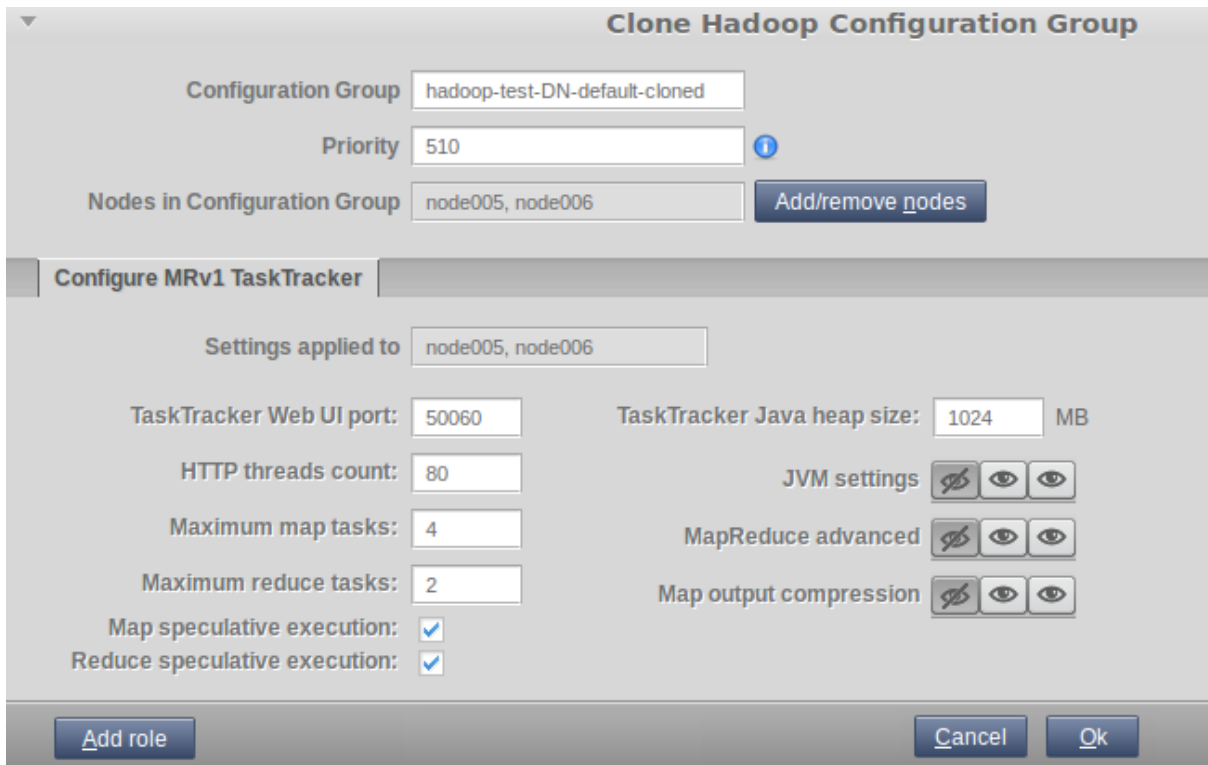 Clone Hadoop Configuration Group
Configuration Group hadoop-test-DN-default-cloned
Priority 510
Nodes in Configuration Group node005, node006 Add/remove nodes
Configure MRv1 TaskTracker
Settings applied to node005, node006
TaskTracker Web UI port: 50060 TaskTracker Java heap size: 1024 MB
HTTP threads count: 80 JVM settings
Maximum map tasks: 4 MapReduce advanced
Maximum reduce tasks: 2 Map output compression
Map speculative execution:
Reduce speculative execution:
Add role Cancel Ok